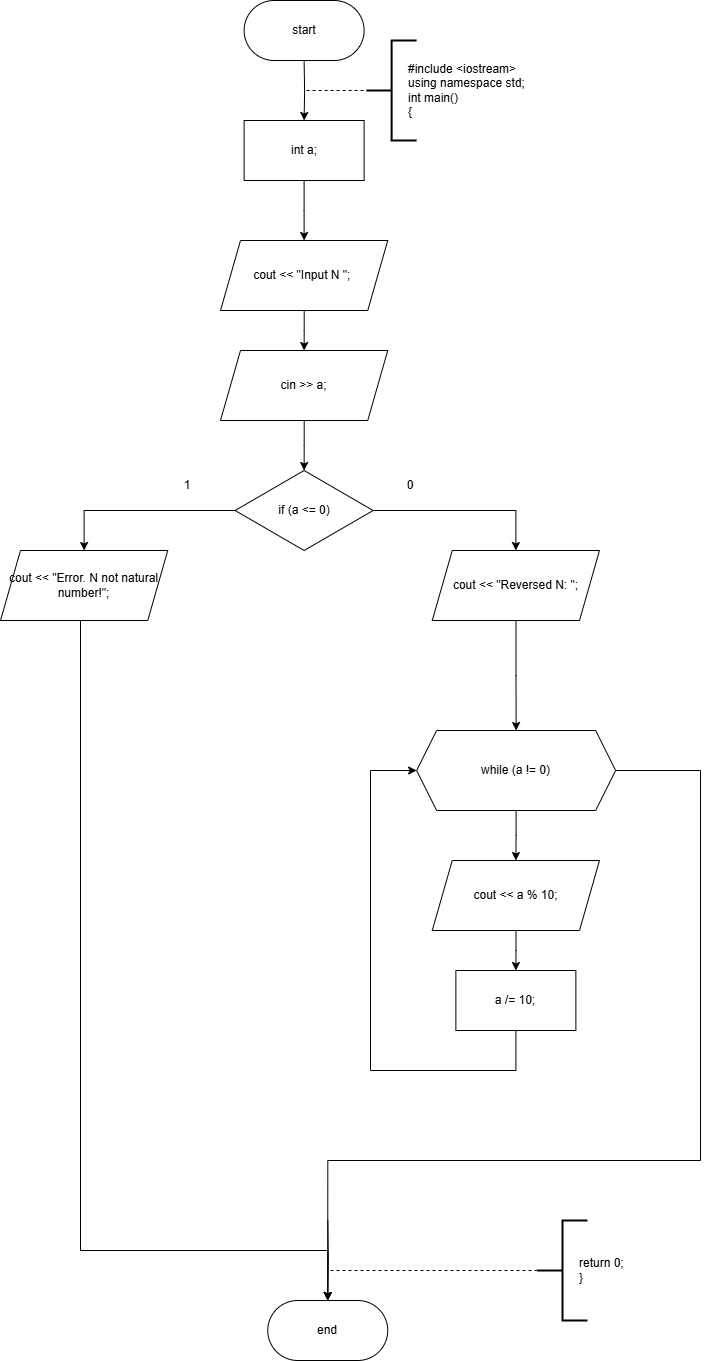 start
#include <iostream>
using namespace std;
int main()
{
int a;
cout << "Input N ";
cin >> a;
1
0
if (a <= 0)
cout << "Error. N not natural
number!";
cout << "Reversed N: ";
while (a != 0)
cout << a % 10;
a /= 10;
return 0;
}
end